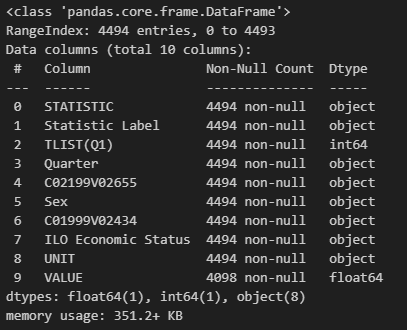 <class 'pandas.core.frame.DataFrame'>
RangeIndex: 4494 entries, 0 to 4493
Data columns (total 10 columns):
 #   Column               Non-Null Count  Dtype
---  ------               --------------  -----
 0   STATISTIC            4494 non-null   object
 1   Statistic Label      4494 non-null   object
 2   TLIST(Q1)            4494 non-null   int64
 3   Quarter              4494 non-null   object
 4   C02199V02655         4494 non-null   object
 5   Sex                  4494 non-null   object
 6   C01999V02434         4494 non-null   object
 7   ILO Economic Status  4494 non-null   object
 8   UNIT                 4494 non-null   object
 9   VALUE                4098 non-null   float64
dtypes: float64(1), int64(1), object(8)
memory usage: 351.2+ KB